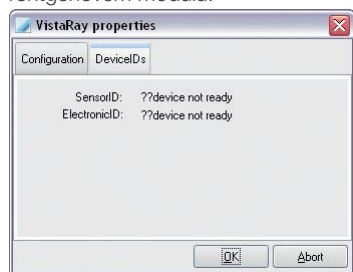 VistaRay properties
Configuration DeviceIDs
SensorID: ??device not ready
ElectronicID: ??device not ready
OK Abort